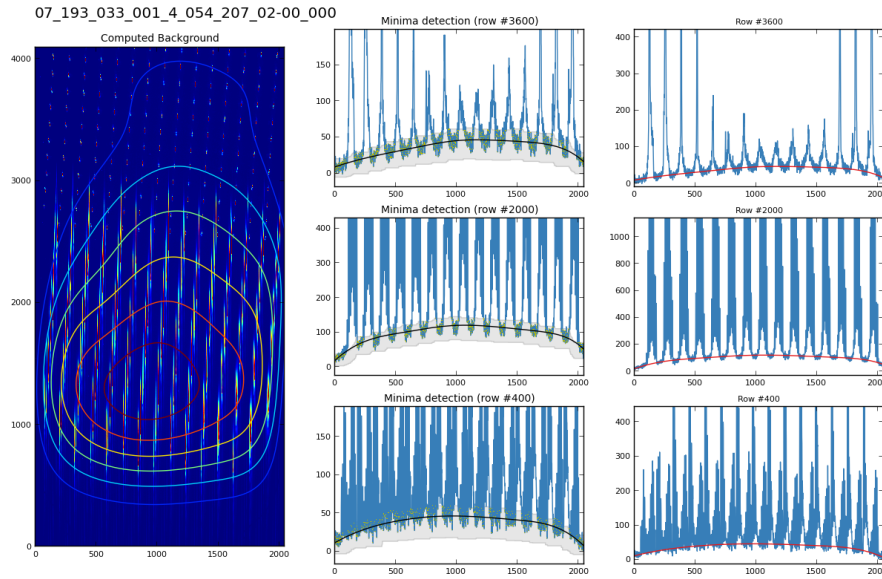 07_193_033_001_4_054_207_02-00_000
Computed Background
4000
3000
2000
1000
0
0 500 1000 1500 2000
Minima detection (row #3600)
150
100
50
0
0 500 1000 1500 2000
Row #3600
400
300
200
100
0
0 500 1000 1500 2000
Minima detection (row #2000)
400
300
200
100
0
0 500 1000 1500 2000
Row #2000
1000
800
600
400
200
0
0 500 1000 1500 2000
Minima detection (row #400)
150
100
50
0
0 500 1000 1500 2000
Row #400
400
300
200
100
0
0 500 1000 1500 2000